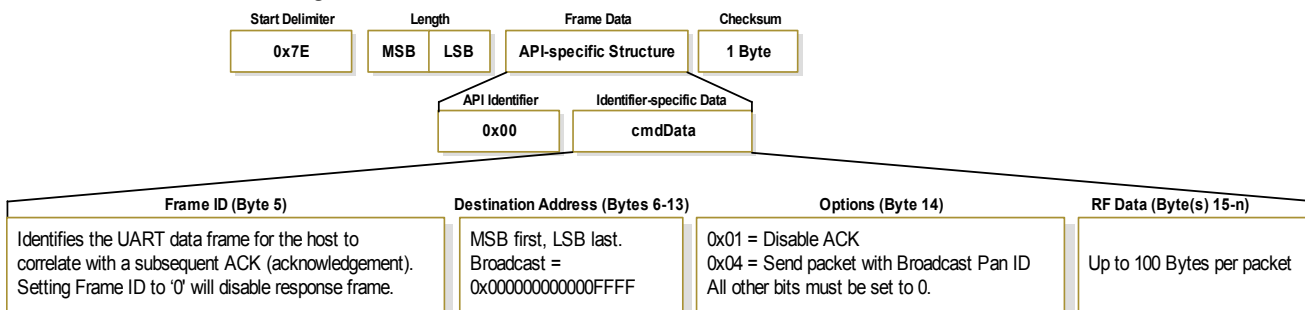 Start Delimiter Length Frame Data Checksum
0x7E MSB LSB API-specific Structure 1 Byte
API Identifier Identifier-specific Data
0x00 cmdData
Frame ID (Byte 5)
Identifies the UART data frame for the host to
correlate with a subsequent ACK (acknowledgement).
Setting Frame ID to ‘0’ will disable response frame.
Destination Address (Bytes 6-13)
MSB first, LSB last.
Broadcast =
0x000000000000FFFF
Options (Byte 14)
0x01 = Disable ACK
0x04 = Send packet with Broadcast Pan ID
All other bits must be set to 0.
RF Data (Byte(s) 15-n)
Up to 100 Bytes per packet